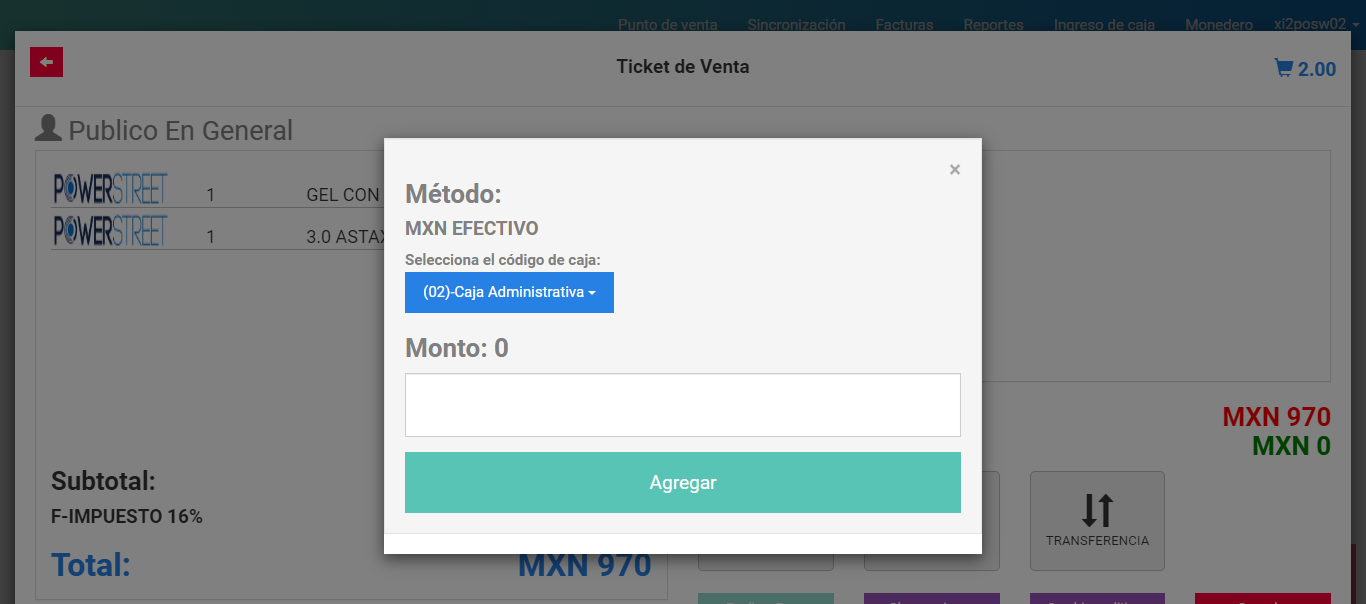 Punto de venta Sincronización Facturas Reportes Ingreso de caja Monedero xi2posw02
Ticket de Venta
2.00
Publico En General
POWERSTREET 1 GEL CON
POWERSTREET 1 3.0 ASTAX
×
Método:
MXN EFECTIVO
Selecciona el código de caja:
(02)-Caja Administrativa
Monto: 0
Agregar
MXN 970
MXN 0
Subtotal:
F-IMPUESTO 16%
Total: MXN 970
TRANSFERENCIA